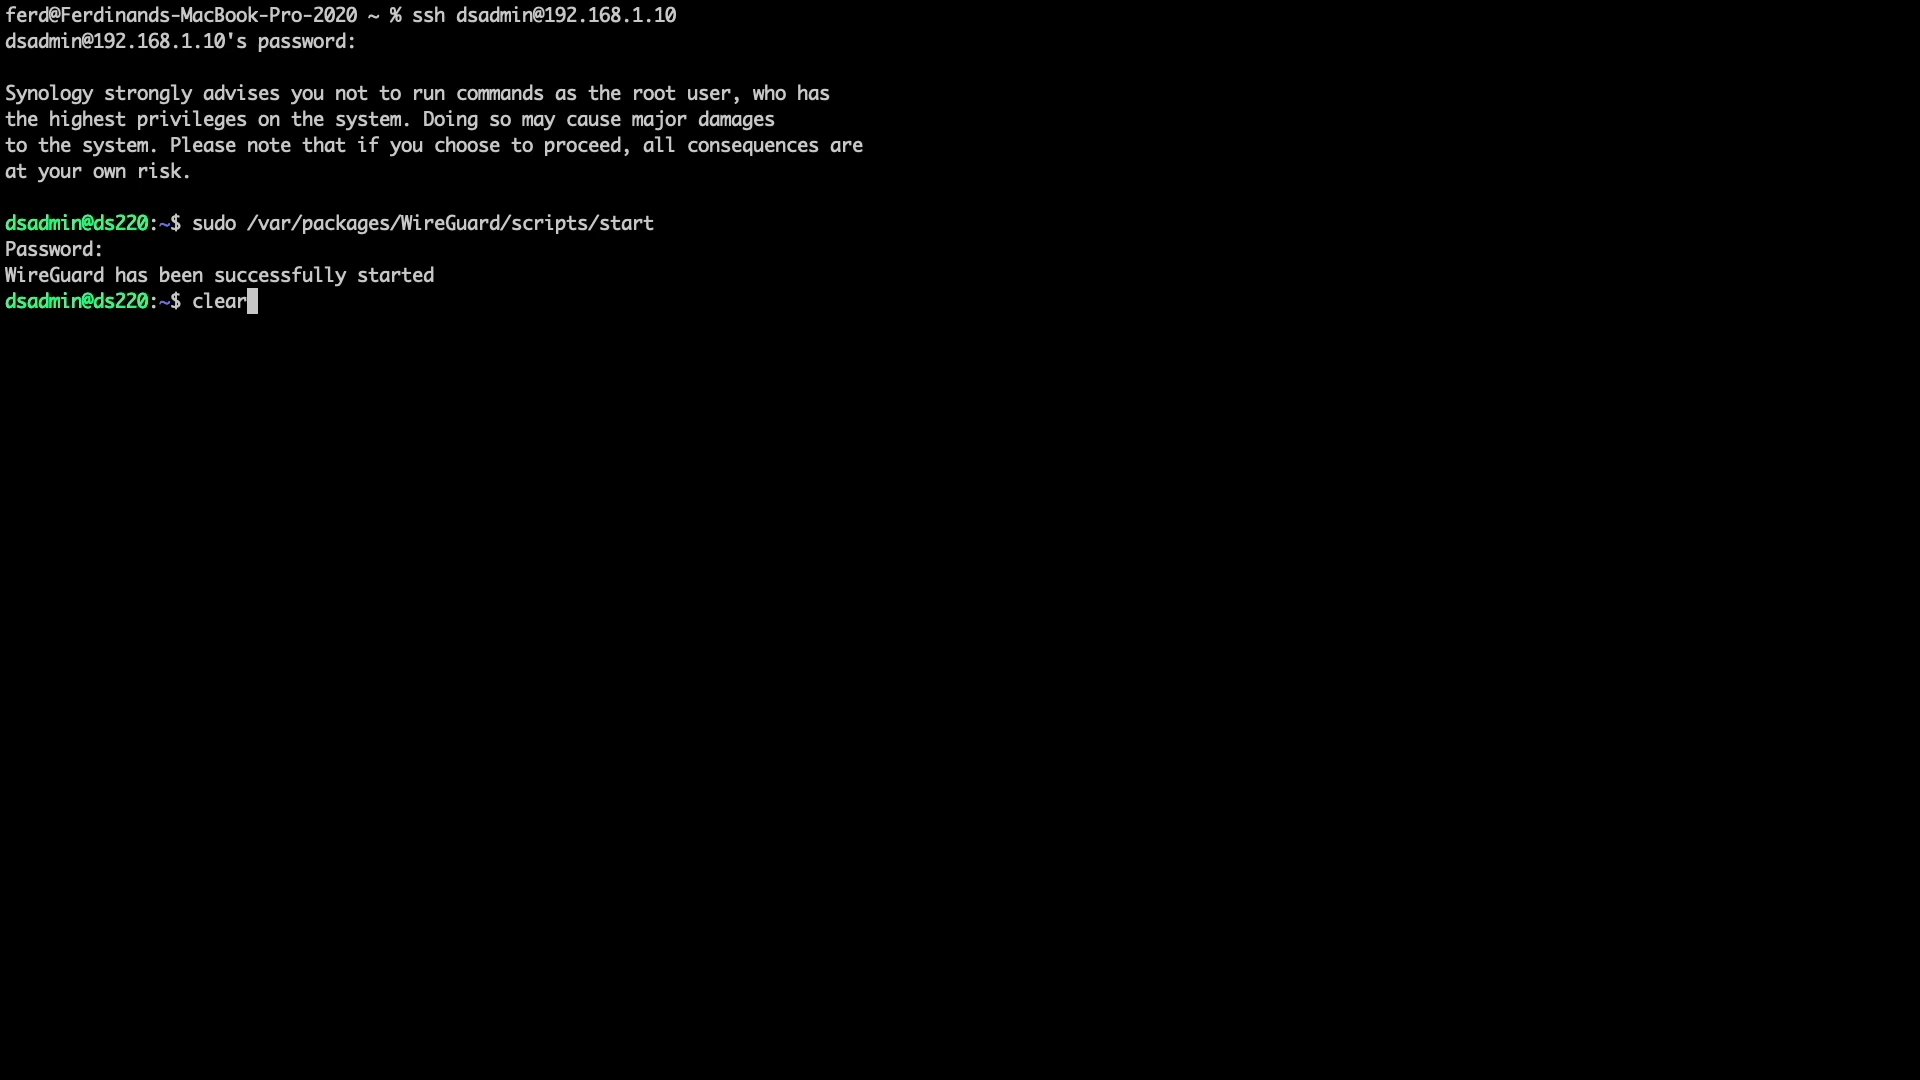 ferd@Ferdinands-MacBook-Pro-2020 ~ % ssh dsadmin@192.168.1.10
dsadmin@192.168.1.10's password:
Synology strongly advises you not to run commands as the root user, who has
the highest privileges on the system. Doing so may cause major damages
to the system. Please note that if you choose to proceed, all consequences are
at your own risk.
dsadmin@ds220:~$ sudo /var/packages/WireGuard/scripts/start
Password:
WireGuard has been successfully started
dsadmin@ds220:~$ clear